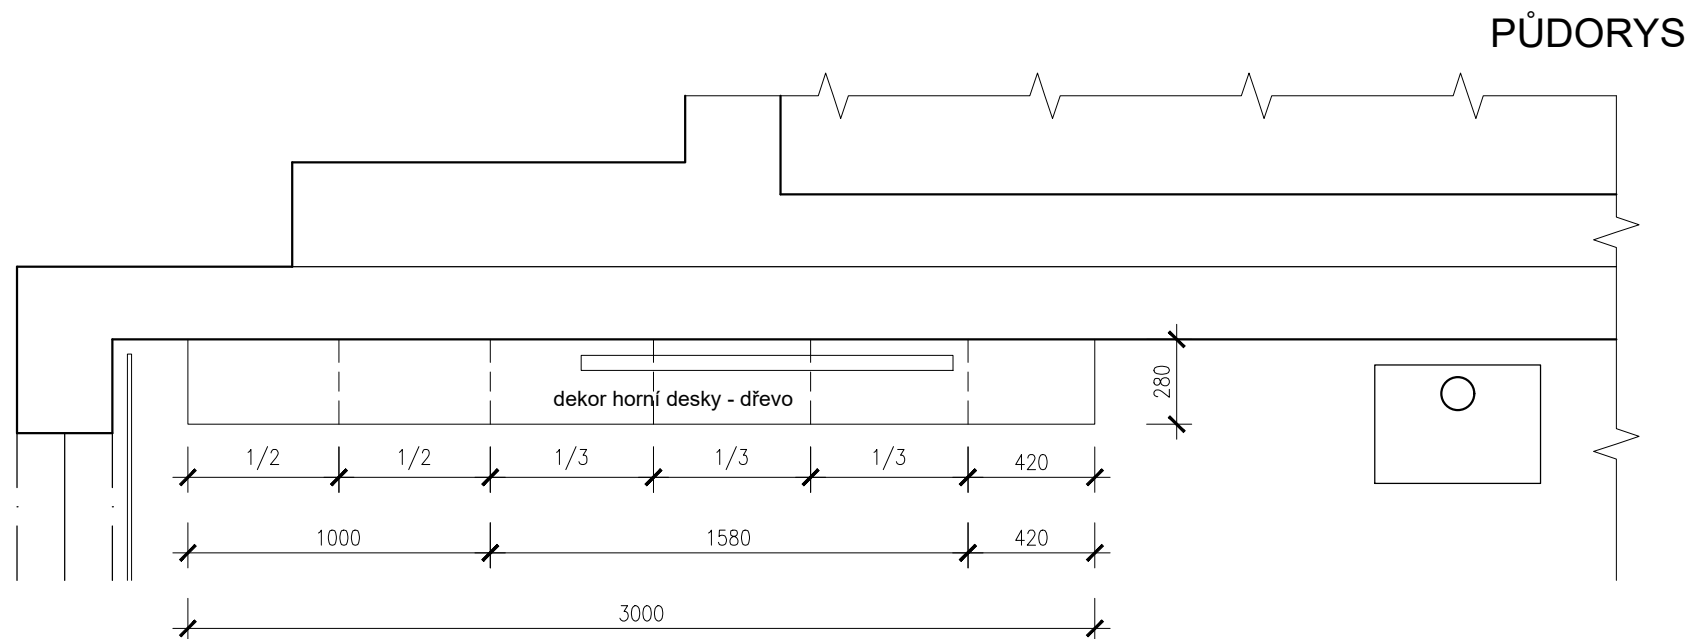 PŮDORYS
280
dekor horní desky - dřevo
1/2 1/2 1/3 1/3 1/3 420
1000 1580 420
3000